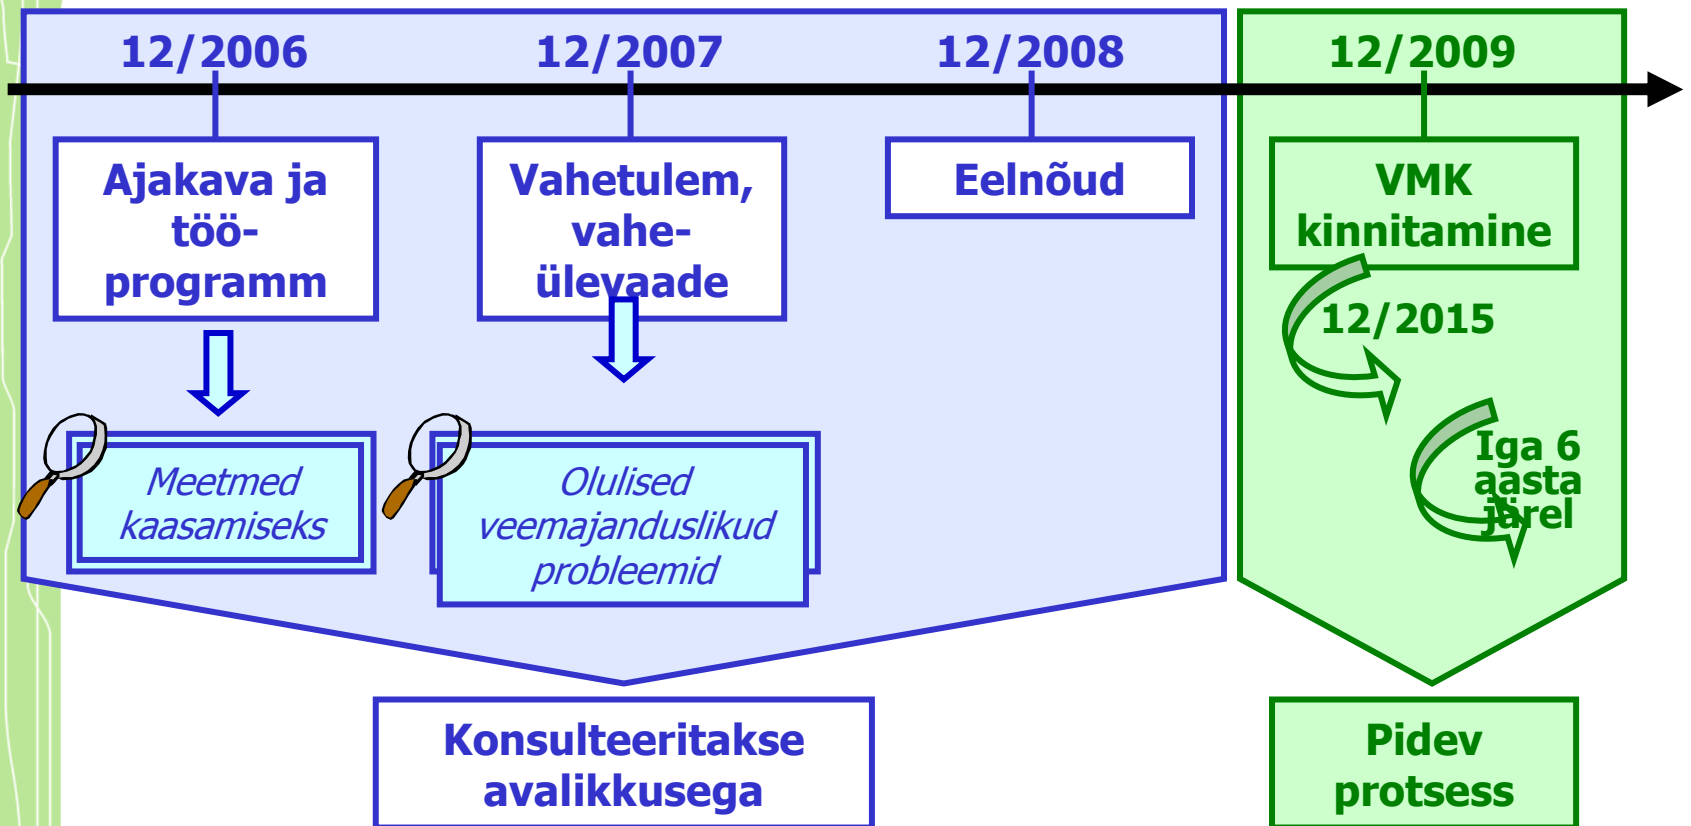 12/2006
12/2007
12/2008
12/2009
Ajakava ja
töö-
programm
Vahetulem,
vahe-
ülevaade
Eelnõud
VMK
kinnitamine
12/2015
Iga 6
aasta
järel
Meetmed
kaasamiseks
Olulised
veemajanduslikud
probleemid
Konsulteeritakse
avalikkusega
Pidev
protsess